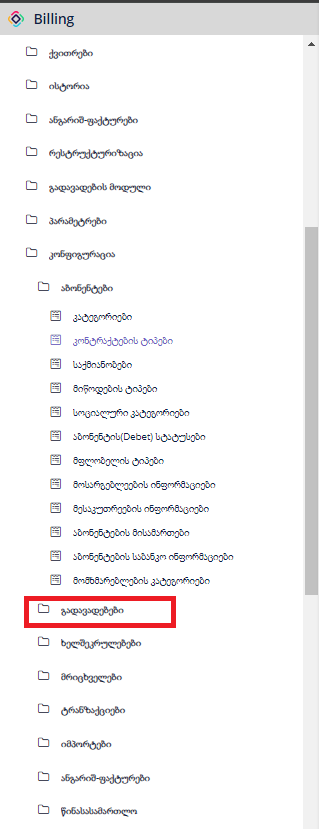 Billing
ქვითრები
ისტორია
ანგარიშ-ფაქტურები
რესტრუქტურიზაცია
გადავადების მოდული
პარამეტრები
კონფიგურაცია
აბონენტები
კატეგორიები
კონტრაქტების ტიპები
საქმიანობები
მიწოდების ტიპები
სოციალური კატეგორიები
აბონენტის(Debet) სტატუსები
მფლობელის ტიპები
მოსარგებლეების ინფორმაციები
მესაკუთრეების ინფორმაციები
აბონენტების მისამართები
აბონენტების საბანკო ინფორმაციები
მომხმარებლების კატეგორიები
გადავადებები
ხელშეკრულებები
მრიცხველები
ტრანზაქციები
იმპორტები
ანგარიშ-ფაქტურები
წინასასამართლო